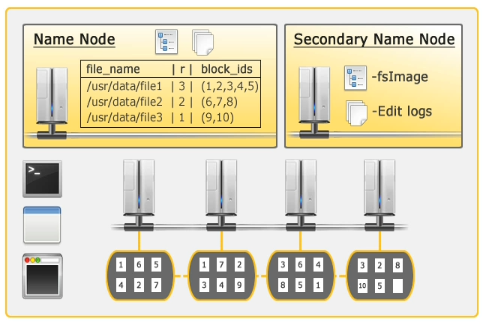 Name Node
file_name | r | block_ids
/usr/data/file1 | 3 | (1,2,3,4,5)
/usr/data/file2 | 2 | (6,7,8)
/usr/data/file3 | 1 | (9,10)
Secondary Name Node
-fsImage
-Edit logs
>_
1 6 5
4 2 7
1 7 2
3 4 9
3 6 4
8 5 1
3 2 8
10 5